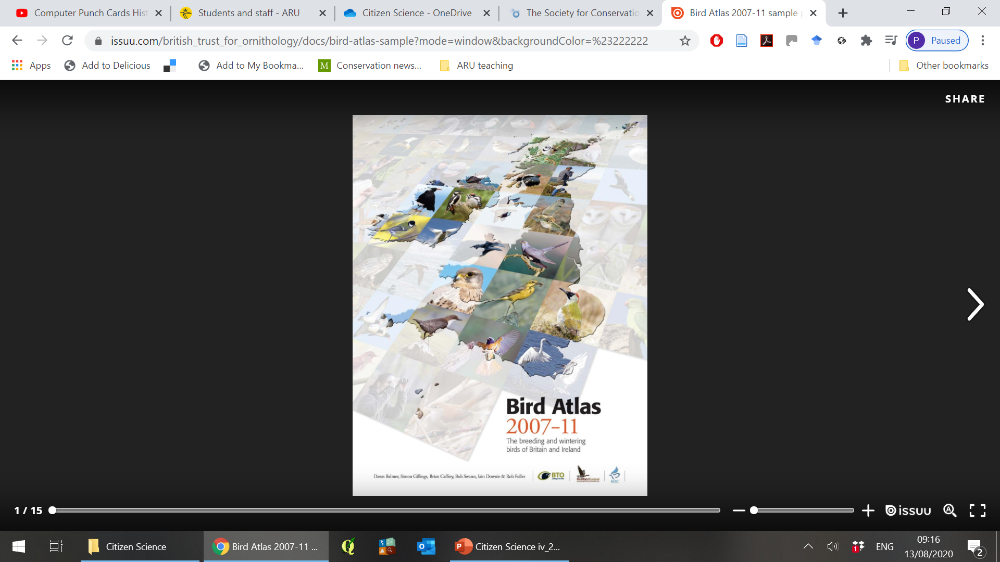 Computer Punch Cards Hist
Students and staff - ARU
Citizen Science - OneDrive
The Society for Conservatio
Bird Atlas 2007-11 sample p
issuu.com/british_trust_for_ornithology/docs/bird-atlas-sample?mode=window&backgroundColor=%23222222
P
Paused
Apps
Add to Delicious
Add to My Bookma...
M
Conservation news...
ARU teaching
Other bookmarks
SHARE
Bird Atlas
2007–11
The breeding and wintering
birds of Britain and Ireland
Dawn Balmer, Simon Gillings, Brian Caffrey, Bob Swann, Iain Downie & Rob Fuller
BTO
BirdWatchIreland
SOC
1 / 15
issuu
Citizen Science
Bird Atlas 2007-11 ...
Citizen Science iv_2...
1
ENG
09:16
13/08/2020
2